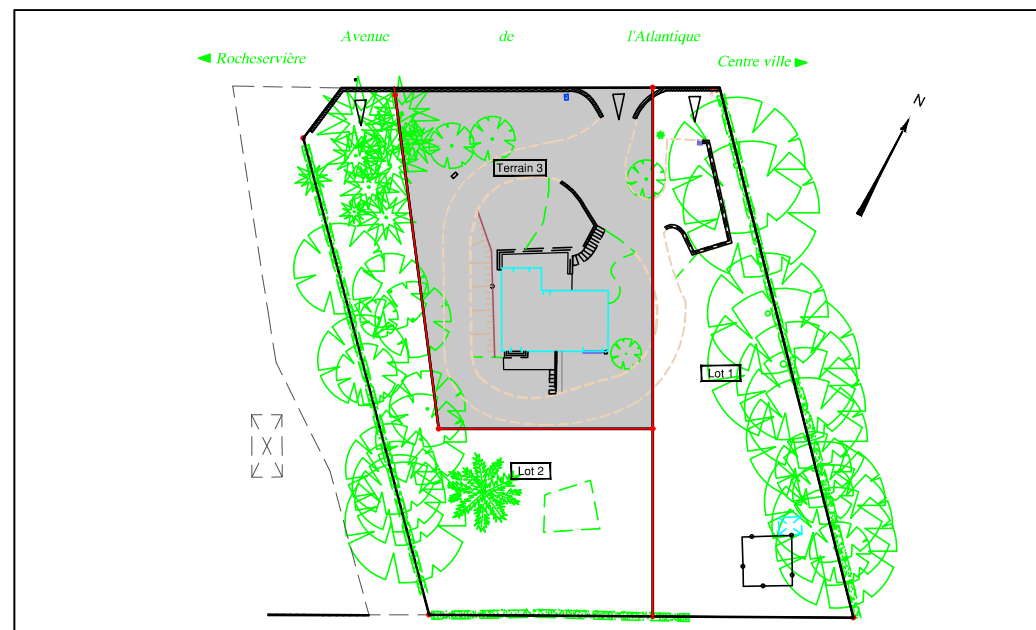 Avenue de l'Atlantique
Rocheservière
Centre ville
N
Terrain 3
Lot 1
Lot 2